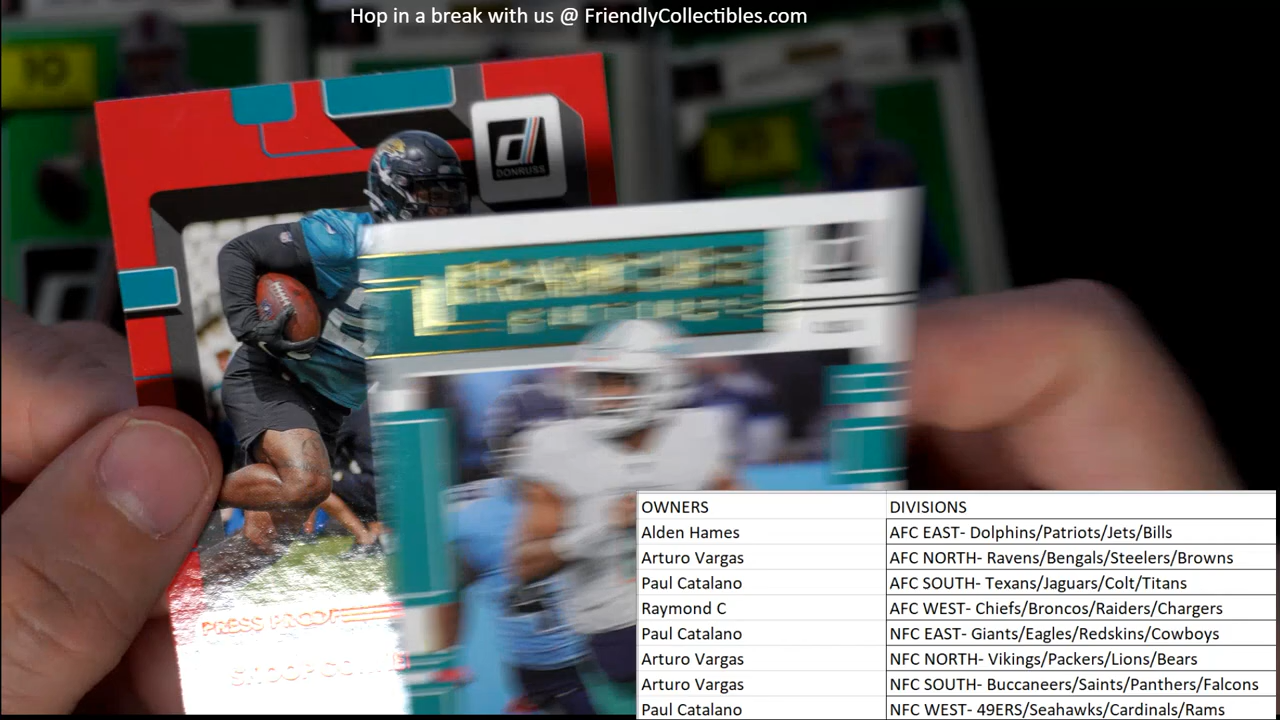 Hop in a break with us @ FriendlyCollectibles.com
10
DONRUSS
PRESS PROOF
OWNERS DIVISIONS
Alden Hames AFC EAST- Dolphins/Patriots/Jets/Bills
Arturo Vargas AFC NORTH- Ravens/Bengals/Steelers/Browns
Paul Catalano AFC SOUTH- Texans/Jaguars/Colt/Titans
Raymond C AFC WEST- Chiefs/Broncos/Raiders/Chargers
Paul Catalano NFC EAST- Giants/Eagles/Redskins/Cowboys
Arturo Vargas NFC NORTH- Vikings/Packers/Lions/Bears
Arturo Vargas NFC SOUTH- Buccaneers/Saints/Panthers/Falcons
Paul Catalano NFC WEST- 49ERS/Seahawks/Cardinals/Rams